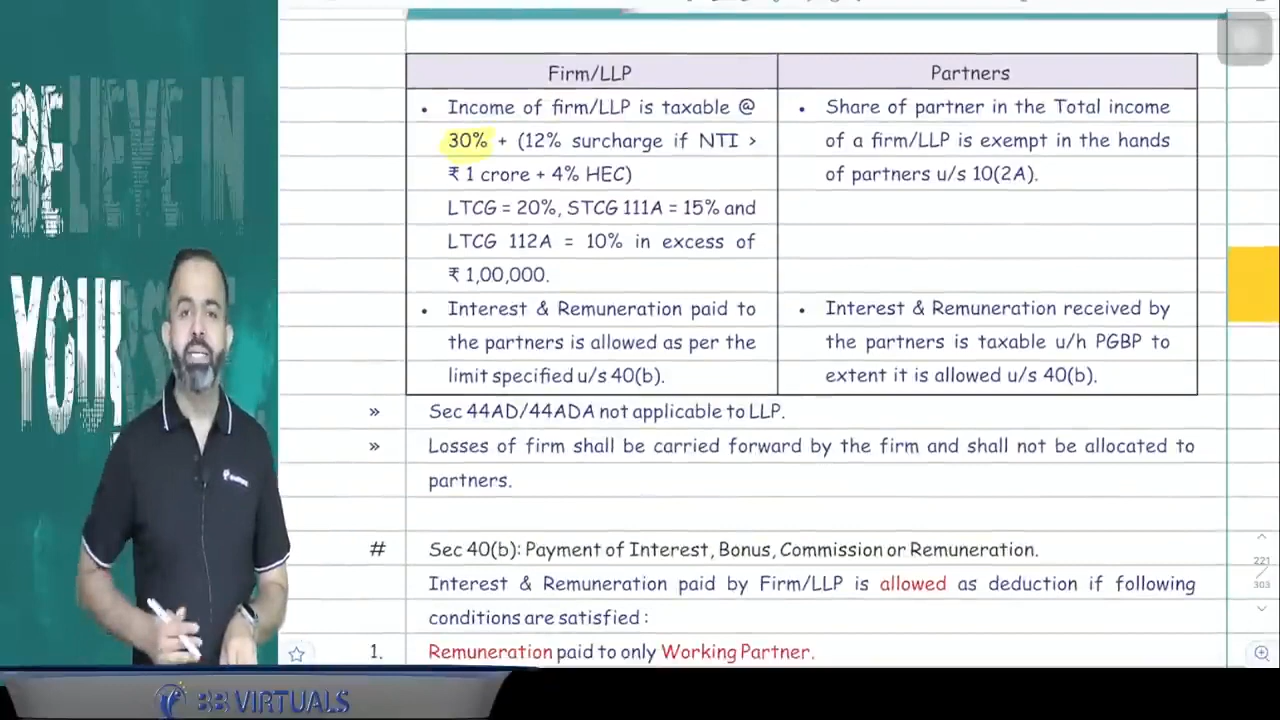 BELIEVE IN
YOUR
Firm/LLP
Partners
• Income of firm/LLP is taxable @
30% + (12% surcharge if NTI >
₹ 1 crore + 4% HEC)
LTCG = 20%, STCG 111A = 15% and
LTCG 112A = 10% in excess of
₹ 1,00,000.
• Share of partner in the Total income
of a firm/LLP is exempt in the hands
of partners u/s 10(2A).
• Interest & Remuneration paid to
the partners is allowed as per the
limit specified u/s 40(b).
• Interest & Remuneration received by
the partners is taxable u/h PGBP to
extent it is allowed u/s 40(b).
» Sec 44AD/44ADA not applicable to LLP.
» Losses of firm shall be carried forward by the firm and shall not be allocated to
partners.
# Sec 40(b): Payment of Interest, Bonus, Commission or Remuneration.
Interest & Remuneration paid by Firm/LLP is allowed as deduction if following
conditions are satisfied :
1. Remuneration paid to only Working Partner.
221
303
BB VIRTUALS